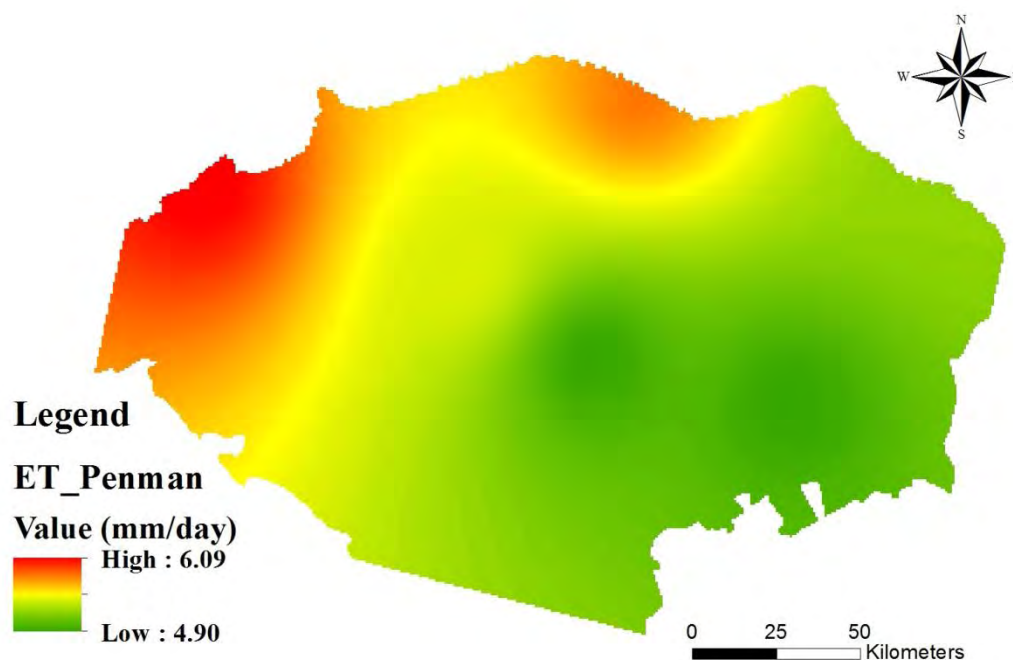 N
W
S
Legend
ET_Penman
Value (mm/day)
High : 6.09
Low : 4.90
0 25 50
Kilometers